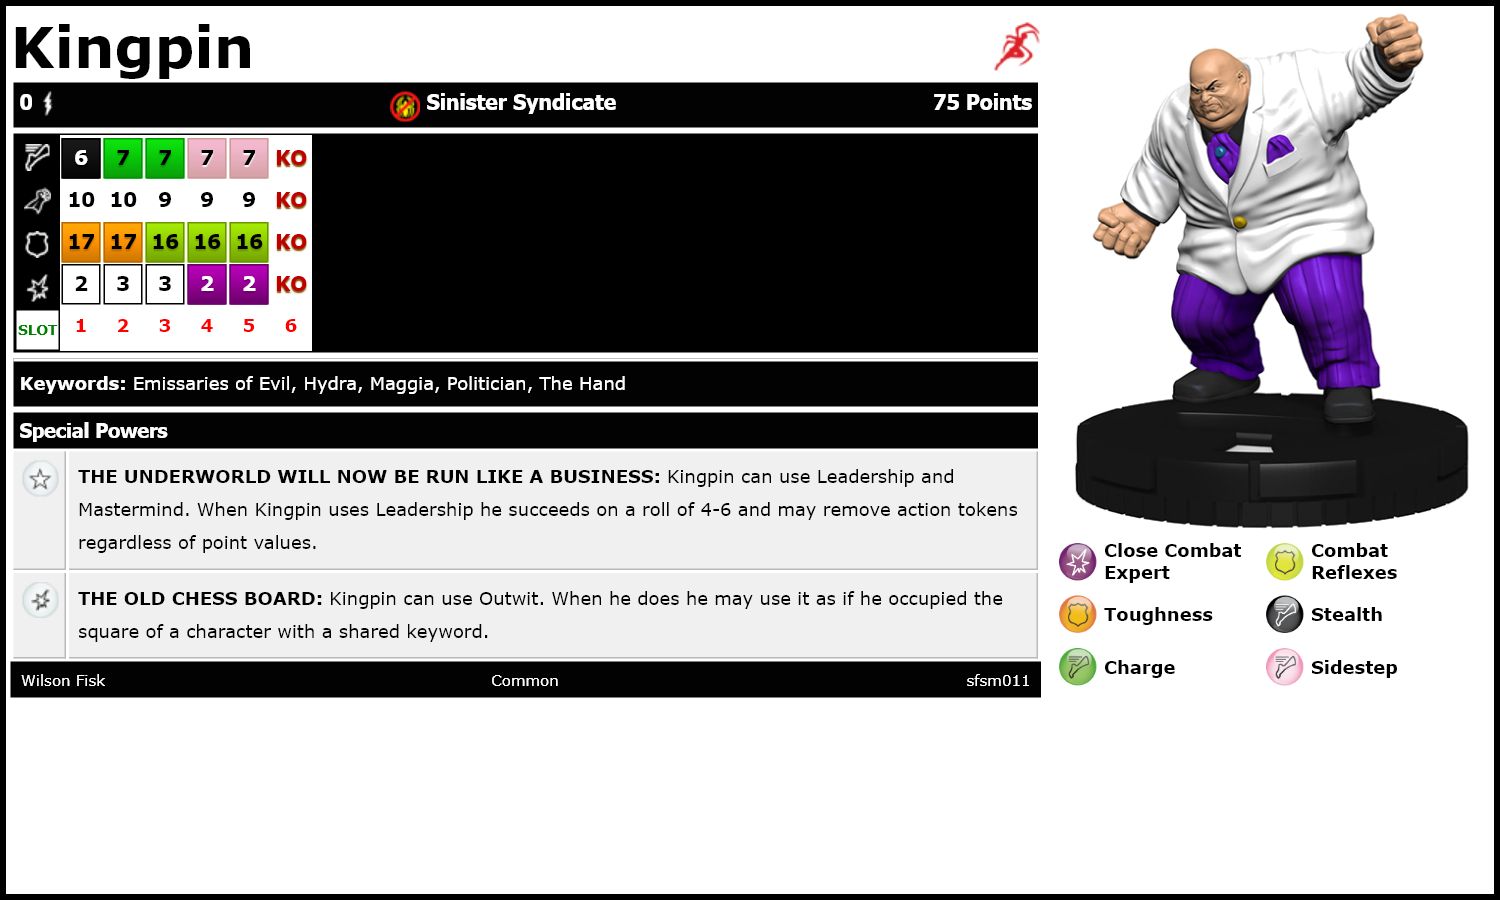 Kingpin
0 Sinister Syndicate 75 Points
6 7 7 7 7 KO
10 10 9 9 9 KO
17 17 16 16 16 KO
2 3 3 2 2 KO
SLOT 1 2 3 4 5 6
Keywords: Emissaries of Evil, Hydra, Maggia, Politician, The Hand
Special Powers
THE UNDERWORLD WILL NOW BE RUN LIKE A BUSINESS: Kingpin can use Leadership and
Mastermind. When Kingpin uses Leadership he succeeds on a roll of 4-6 and may remove action tokens
regardless of point values.
THE OLD CHESS BOARD: Kingpin can use Outwit. When he does he may use it as if he occupied the
square of a character with a shared keyword.
Wilson Fisk Common sfsm011
Close Combat
Expert
Combat
Reflexes
Toughness
Stealth
Charge
Sidestep